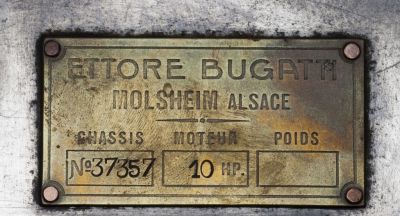 ETTORE BUGATTI
MOLSHEIM ALSACE
CHASSIS MOTEUR POIDS
No37357 10 HP.